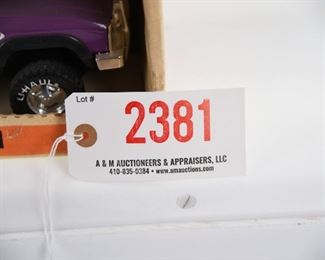 U-HAUL
Lot #
2381
A & M AUCTIONEERS & APPRAISERS, LLC
410-835-0384 • www.amauctions.com